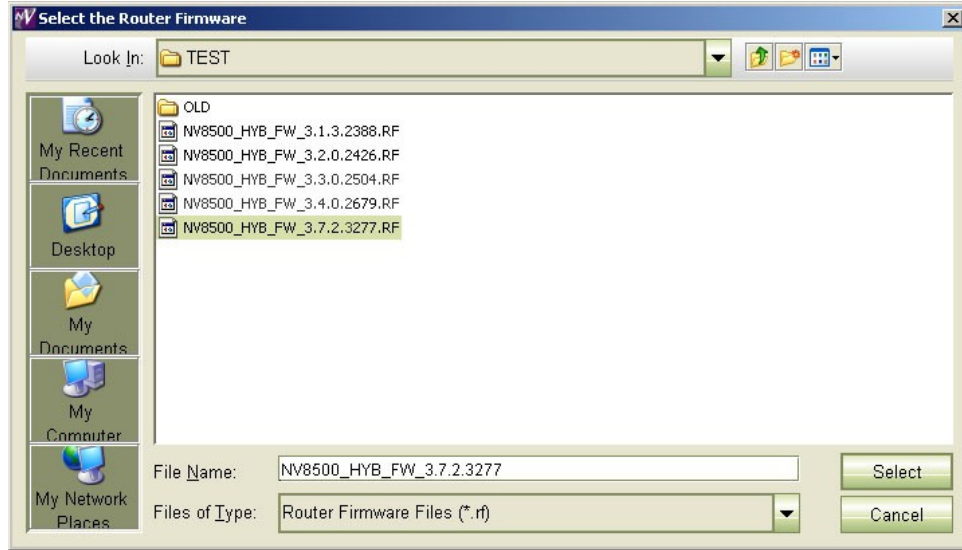 Select the Router Firmware
Look In:
TEST
My Recent
Documents
Desktop
My
Documents
My
Computer
My Network
Places
OLD
NV8500_HYB_FW_3.1.3.2388.RF
NV8500_HYB_FW_3.2.0.2426.RF
NV8500_HYB_FW_3.3.0.2504.RF
NV8500_HYB_FW_3.4.0.2679.RF
NV8500_HYB_FW_3.7.2.3277.RF
File Name:
NV8500_HYB_FW_3.7.2.3277
Select
Files of Type:
Router Firmware Files (*.rf)
Cancel